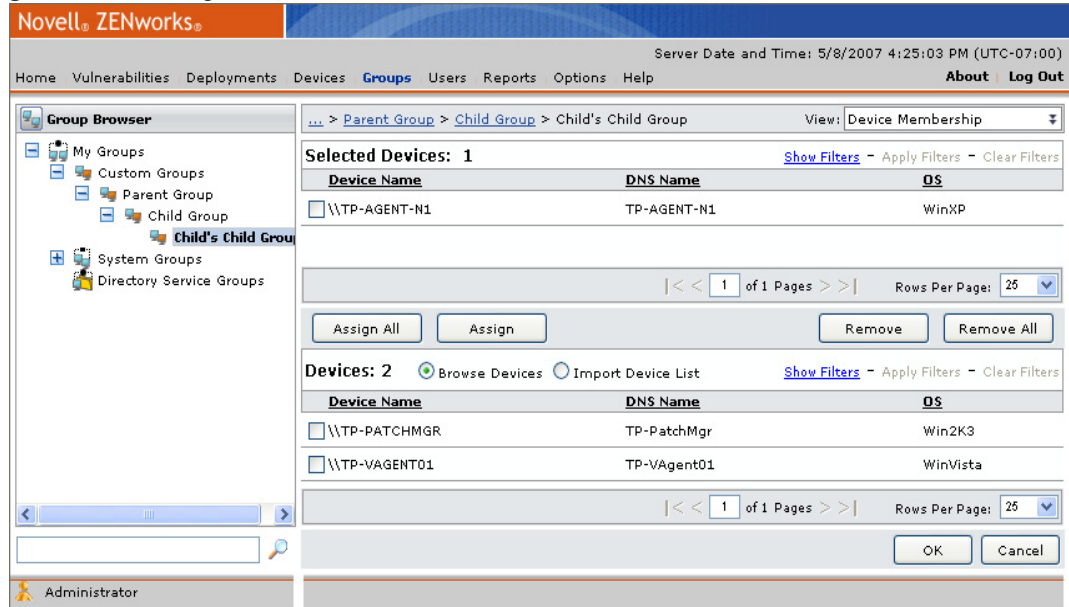 Novell® ZENworks®
Server Date and Time: 5/8/2007 4:25:03 PM (UTC-07:00)
Home Vulnerabilities Deployments Devices Groups Users Reports Options Help About Log Out
Group Browser
My Groups
Custom Groups
Parent Group
Child Group
Child's Child Grou
System Groups
Directory Service Groups
... > Parent Group > Child Group > Child's Child Group View: Device Membership
Selected Devices: 1 Show Filters - Apply Filters - Clear Filters
Device Name DNS Name OS
\\TP-AGENT-N1 TP-AGENT-N1 WinXP
|< < 1 of 1 Pages > >| Rows Per Page: 25
Assign All Assign Remove Remove All
Devices: 2 Browse Devices Import Device List Show Filters - Apply Filters - Clear Filters
Device Name DNS Name OS
\\TP-PATCHMGR TP-PatchMgr Win2K3
\\TP-VAGENT01 TP-VAgent01 WinVista
|< < 1 of 1 Pages > >| Rows Per Page: 25
OK Cancel
Administrator